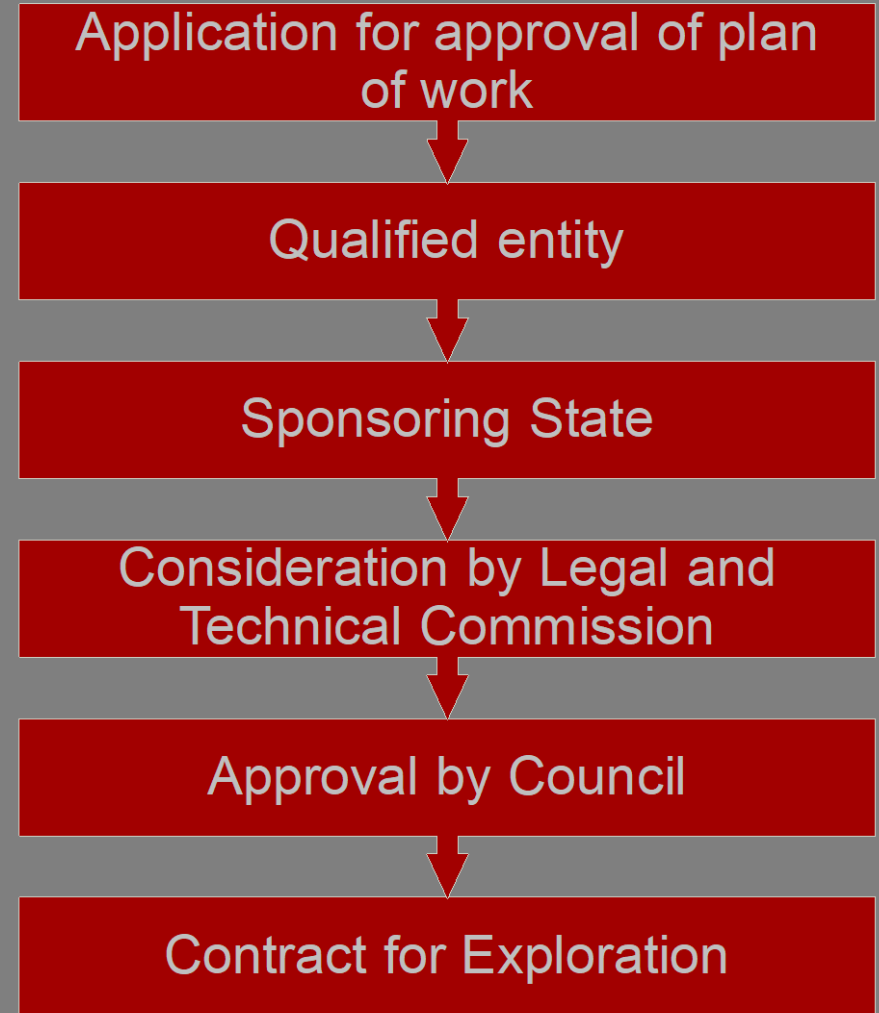 Application for approval of plan
of work
Qualified entity
Sponsoring State
Consideration by Legal and
Technical Commission
Approval by Council
Contract for Exploration